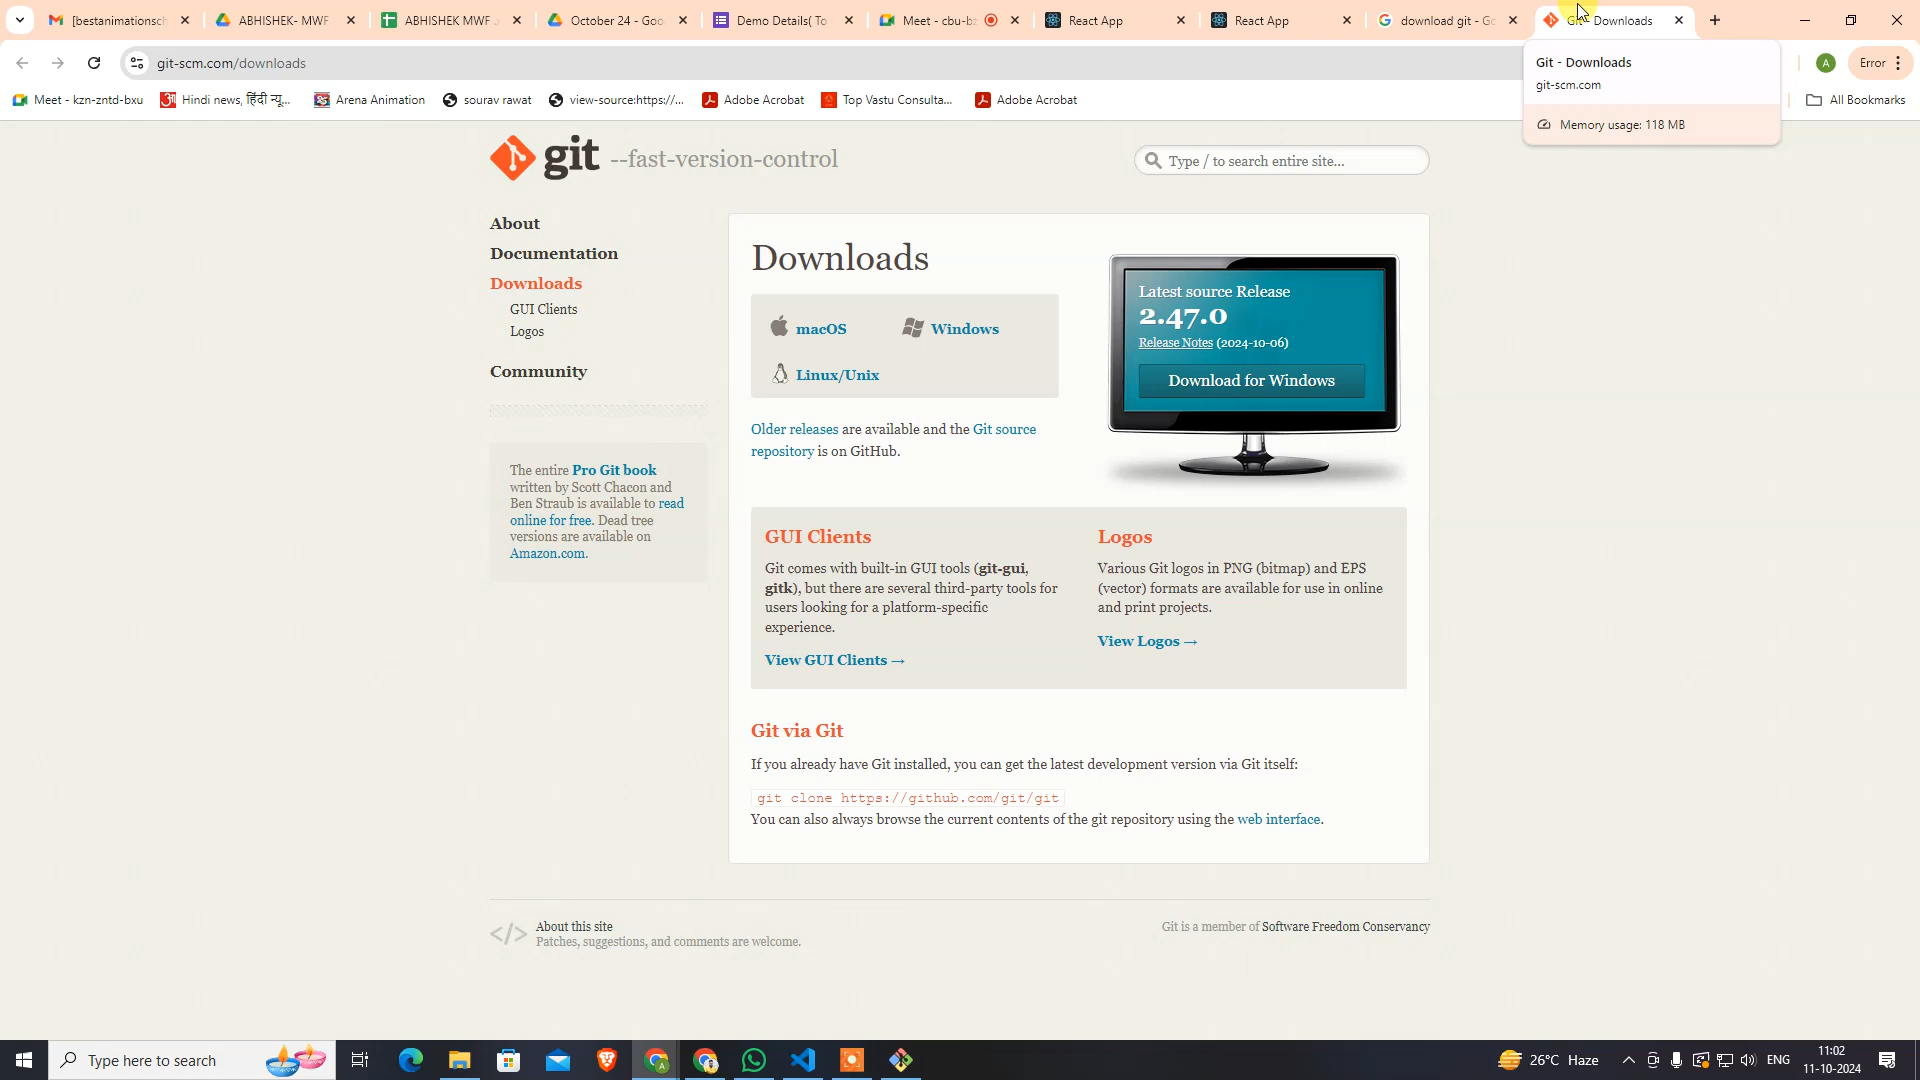 [bestanimationsch
ABHISHEK- MWF
ABHISHEK MWF
October 24 - Goo
Demo Details( To
Meet - cbu-bz
React App
React App
download git - Go
Git - Downloads
git-scm.com/downloads
A
Error
Git - Downloads
git-scm.com
Memory usage: 118 MB
Meet - kzn-zntd-bxu
Hindi news, हिंदी न्यू...
Arena Animation
sourav rawat
view-source:https://...
Adobe Acrobat
Top Vastu Consulta...
Adobe Acrobat
All Bookmarks
git --fast-version-control
Type / to search entire site...
About
Documentation
Downloads
GUI Clients
Logos
Community
The entire Pro Git book
written by Scott Chacon and
Ben Straub is available to read
online for free. Dead tree
versions are available on
Amazon.com.
Downloads
macOS
Windows
Linux/Unix
Older releases are available and the Git source
repository is on GitHub.
Latest source Release
2.47.0
Release Notes (2024-10-06)
Download for Windows
GUI Clients
Git comes with built-in GUI tools (git-gui,
gitk), but there are several third-party tools for
users looking for a platform-specific
experience.
View GUI Clients →
Logos
Various Git logos in PNG (bitmap) and EPS
(vector) formats are available for use in online
and print projects.
View Logos →
Git via Git
If you already have Git installed, you can get the latest development version via Git itself:
git clone https://github.com/git/git
You can also always browse the current contents of the git repository using the web interface.
</> About this site
Patches, suggestions, and comments are welcome.
Git is a member of Software Freedom Conservancy
Type here to search
26°C Haze
ENG
11:02
11-10-2024